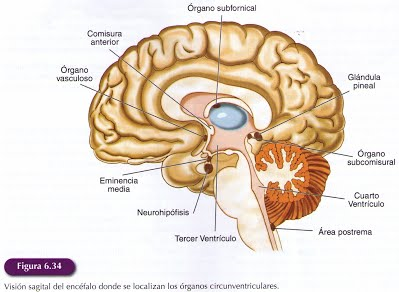 Órgano subfornical
Comisura
anterior
Órgano
vasculoso
Glándula
pineal
Órgano
subcomisural
Eminencia
media
Cuarto
Ventrículo
Neurohipófisis
Tercer Ventrículo
Área postrema
Figura 6.34
Visión sagital del encéfalo donde se localizan los órganos circunventriculares.